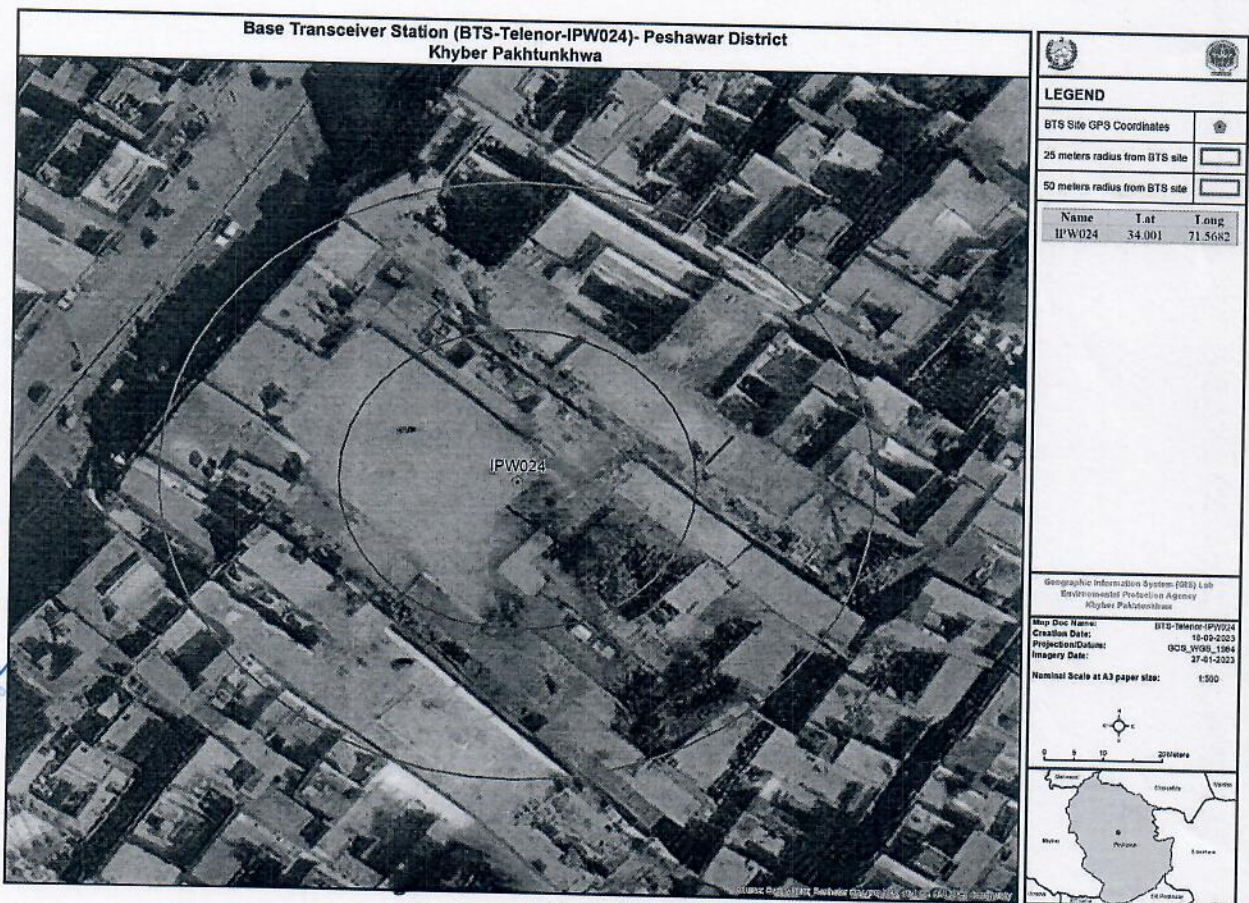 Base Transceiver Station (BTS-Telenor-IPW024)- Peshawar District
Khyber Pakhtunkhwa
IPW024
LEGEND
BTS Site GPS Coordinates
25 meters radius from BTS site
50 meters radius from BTS site
Name Lat Long
IPW024 34.001 71.5682
Geographic Information System (GIS) Lab
Environmental Protection Agency
Khyber Pakhtunkhwa
Map Doc Name: BTS-Telenor-IPW024
Creation Date: 18-09-2023
Projection/Datum: GCS_WGS_1984
Imagery Date: 27-01-2023
Nominal Scale at A3 paper size: 1:500
0 5 10 20 Meters
Charsadda
Peshawar